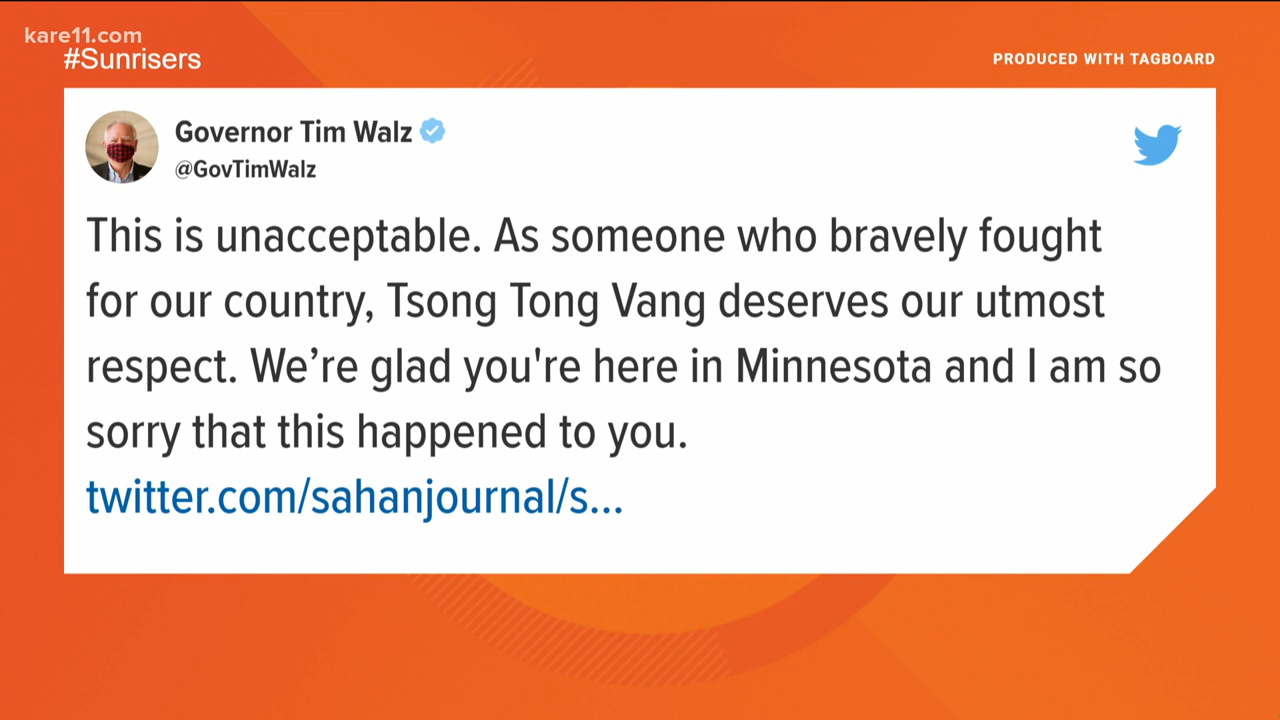 kare11.com
#Sunrisers
PRODUCED WITH TAGBOARD
Governor Tim Walz
@GovTimWalz
This is unacceptable. As someone who bravely fought
for our country, Tsong Tong Vang deserves our utmost
respect. We’re glad you're here in Minnesota and I am so
sorry that this happened to you.
twitter.com/sahanjournal/s...